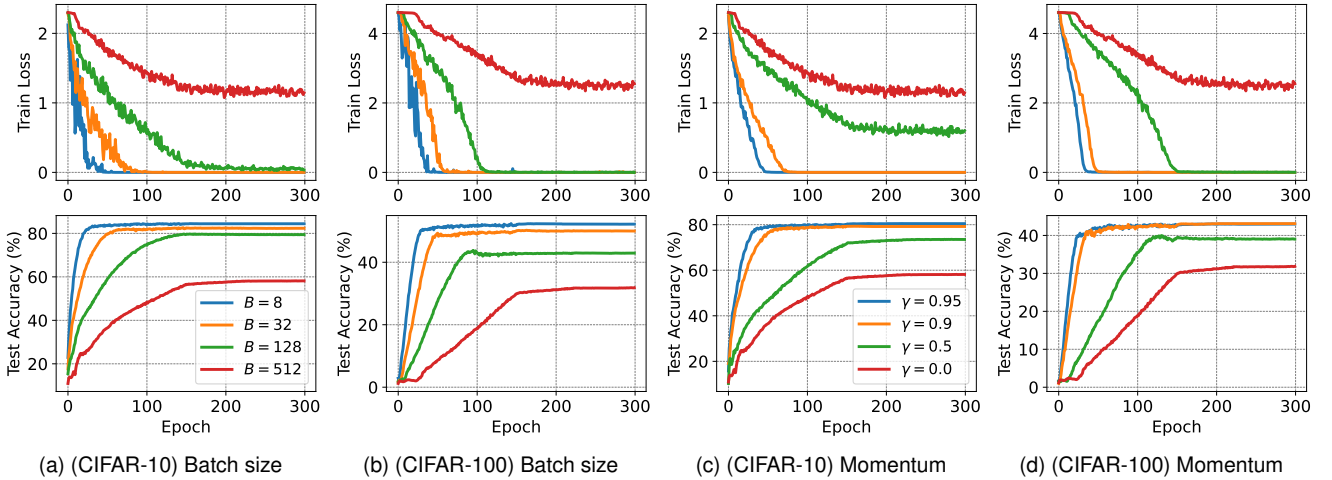 Train Loss
2
1
0
0 100 200 300
Train Loss
4
2
0
0 100 200 300
Train Loss
2
1
0
0 100 200 300
Train Loss
4
2
0
0 100 200 300
Test Accuracy (%)
80
60
40
20
0 100 200 300
Epoch
B = 8
B = 32
B = 128
B = 512
Test Accuracy (%)
40
20
0
0 100 200 300
Epoch
Test Accuracy (%)
80
60
40
20
0 100 200 300
Epoch
γ = 0.95
γ = 0.9
γ = 0.5
γ = 0.0
Test Accuracy (%)
40
30
20
10
0
0 100 200 300
Epoch
(a) (CIFAR-10) Batch size
(b) (CIFAR-100) Batch size
(c) (CIFAR-10) Momentum
(d) (CIFAR-100) Momentum